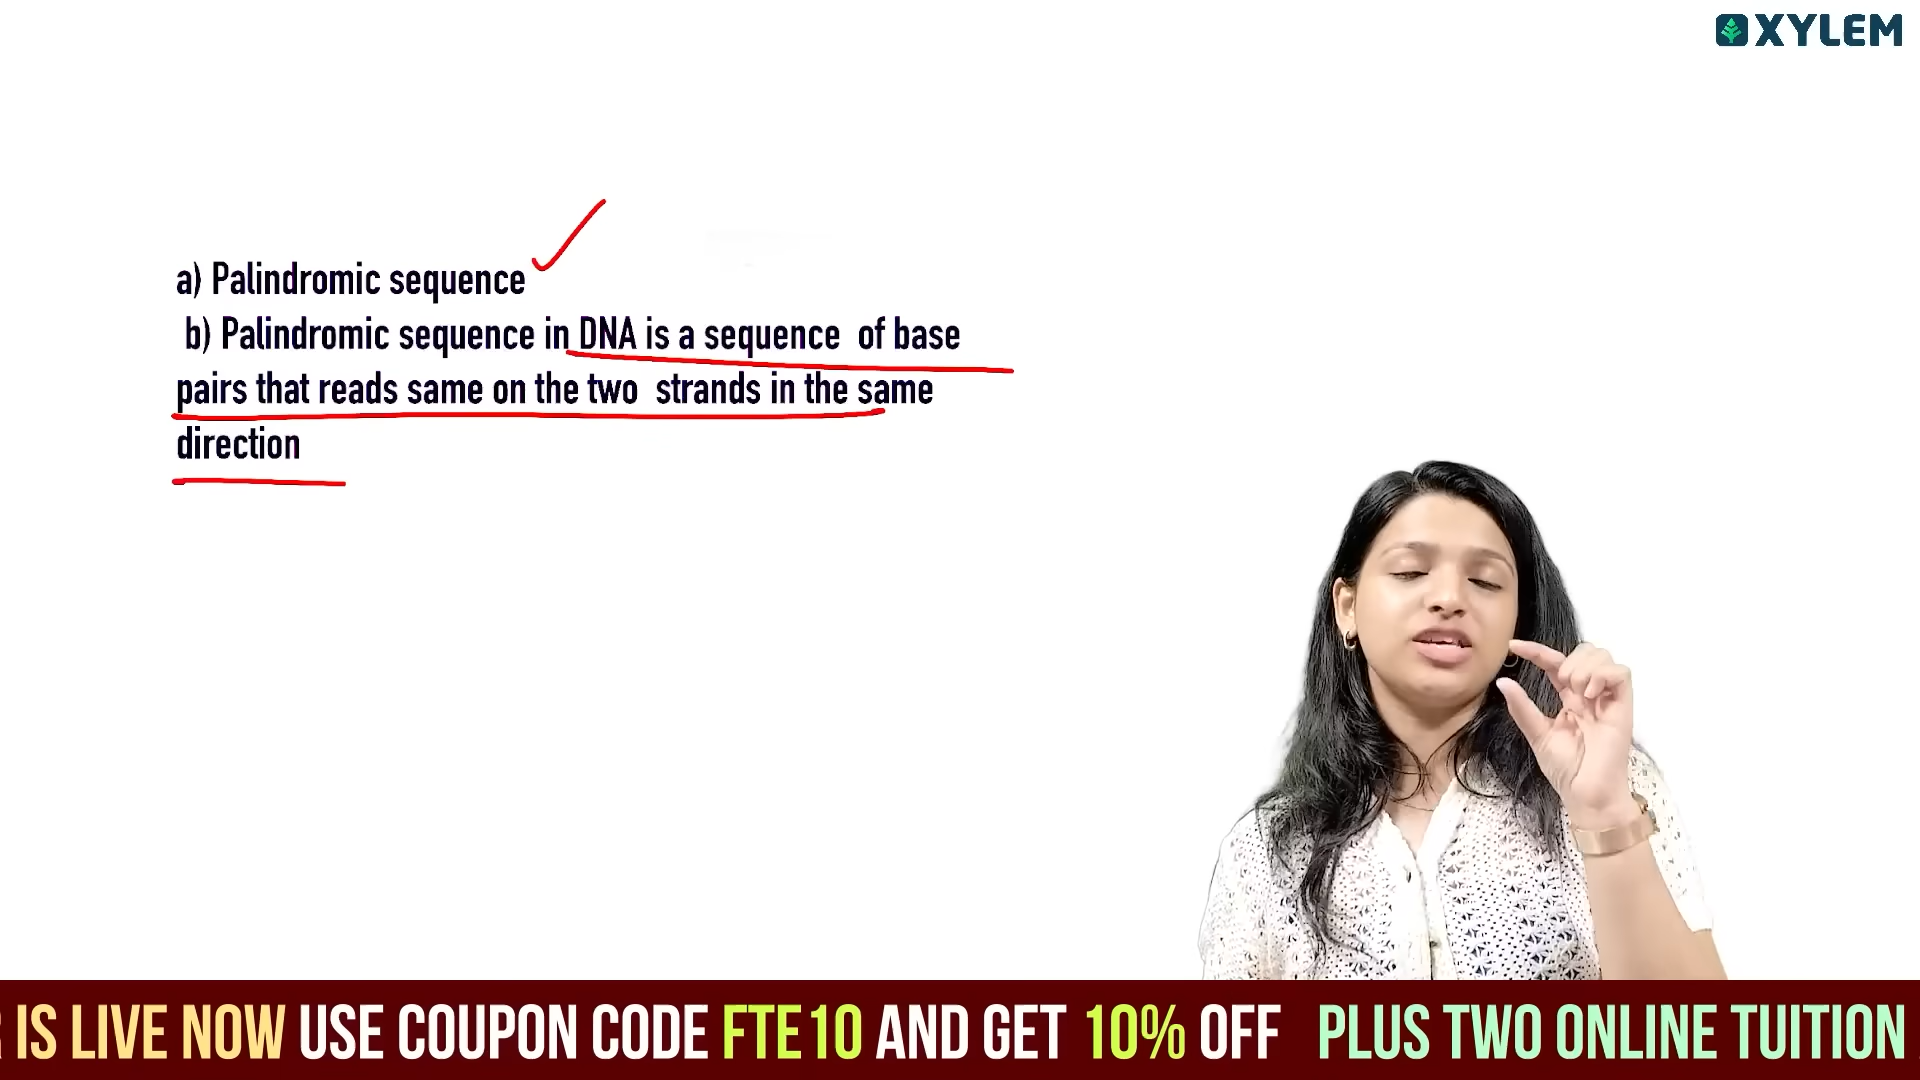 XYLEM
a) Palindromic sequence
b) Palindromic sequence in DNA is a sequence of base
pairs that reads same on the two strands in the same
direction
IS LIVE NOW USE COUPON CODE FTE10 AND GET 10% OFF PLUS TWO ONLINE TUITION